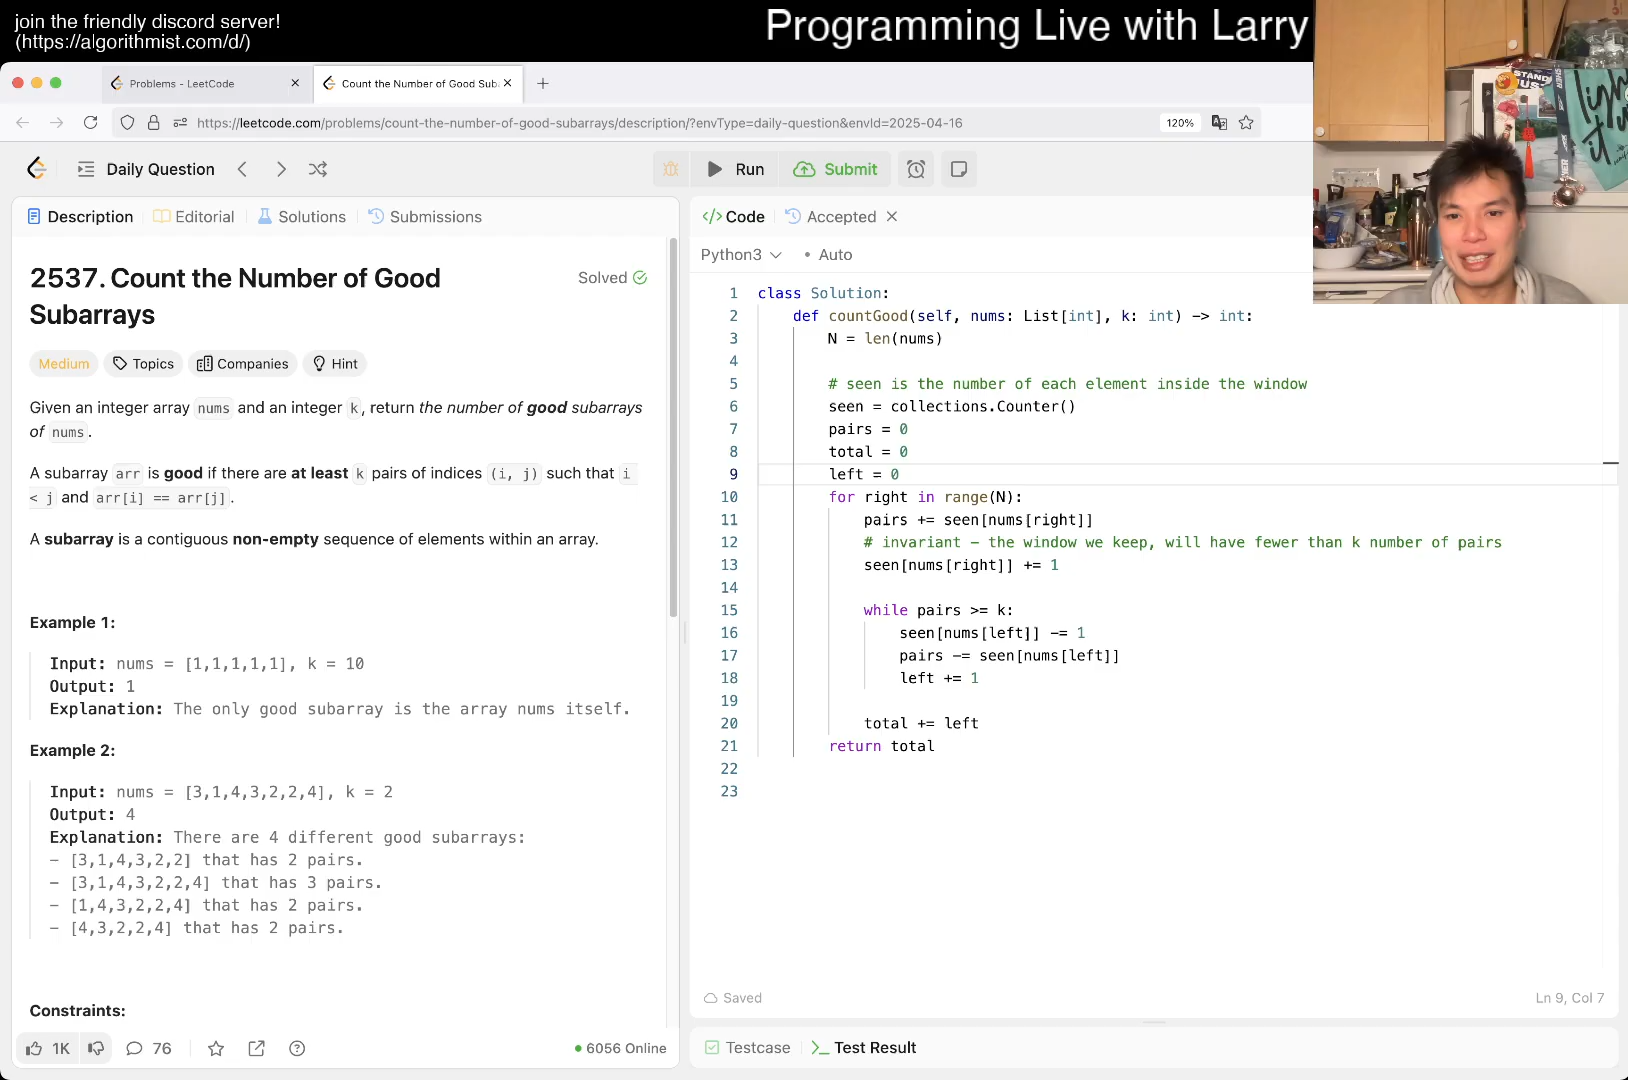 join the friendly discord server!
(https://algorithmist.com/d/)
Programming Live with Larry
Problems - LeetCode
Count the Number of Good Sub
https://leetcode.com/problems/count-the-number-of-good-subarrays/description/?envType=daily-question&envId=2025-04-16
120%
Daily Question
Run
Submit
Description
Editorial
Solutions
Submissions
2537. Count the Number of Good
Subarrays
Solved
Medium
Topics
Companies
Hint
Given an integer array nums and an integer k, return the number of good subarrays
of nums.
A subarray arr is good if there are at least k pairs of indices (i, j) such that i
< j and arr[i] == arr[j].
A subarray is a contiguous non-empty sequence of elements within an array.
Example 1:
Input: nums = [1,1,1,1,1], k = 10
Output: 1
Explanation: The only good subarray is the array nums itself.
Example 2:
Input: nums = [3,1,4,3,2,2,4], k = 2
Output: 4
Explanation: There are 4 different good subarrays:
- [3,1,4,3,2,2] that has 2 pairs.
- [3,1,4,3,2,2,4] that has 3 pairs.
- [1,4,3,2,2,4] that has 2 pairs.
- [4,3,2,2,4] that has 2 pairs.
Constraints:
1K
76
6056 Online
Code
Accepted
Python3
Auto
1 class Solution:
2 def countGood(self, nums: List[int], k: int) -> int:
3 N = len(nums)
4
5 # seen is the number of each element inside the window
6 seen = collections.Counter()
7 pairs = 0
8 total = 0
9 left = 0
10 for right in range(N):
11 pairs += seen[nums[right]]
12 # invariant - the window we keep, will have fewer than k number of pairs
13 seen[nums[right]] += 1
14
15 while pairs >= k:
16 seen[nums[left]] -= 1
17 pairs -= seen[nums[left]]
18 left += 1
19
20 total += left
21 return total
22
23
Saved
Ln 9, Col 7
Testcase
Test Result
STAND
US